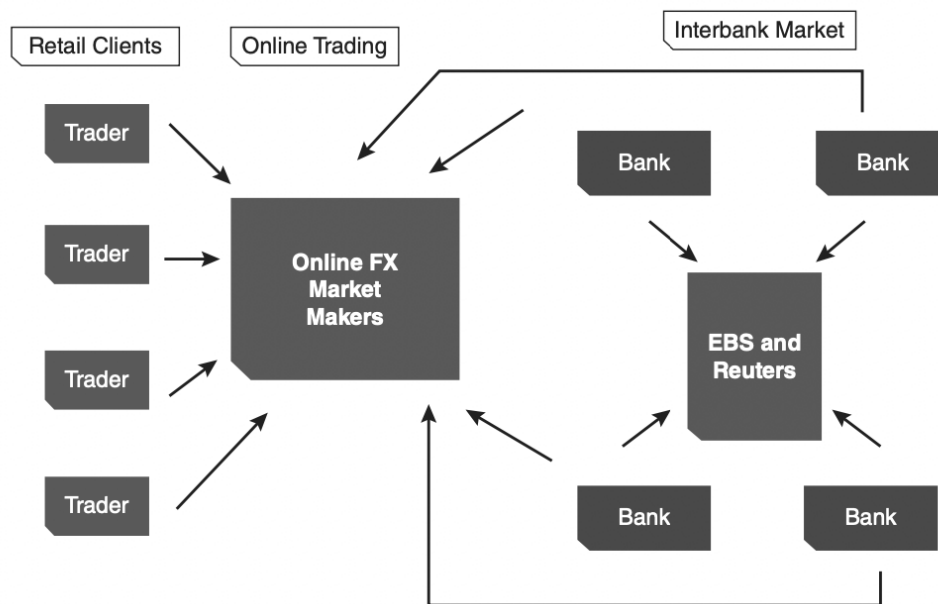 Retail Clients
Online Trading
Interbank Market
Trader
Trader
Trader
Trader
Online FX
Market
Makers
Bank
Bank
EBS and
Reuters
Bank
Bank